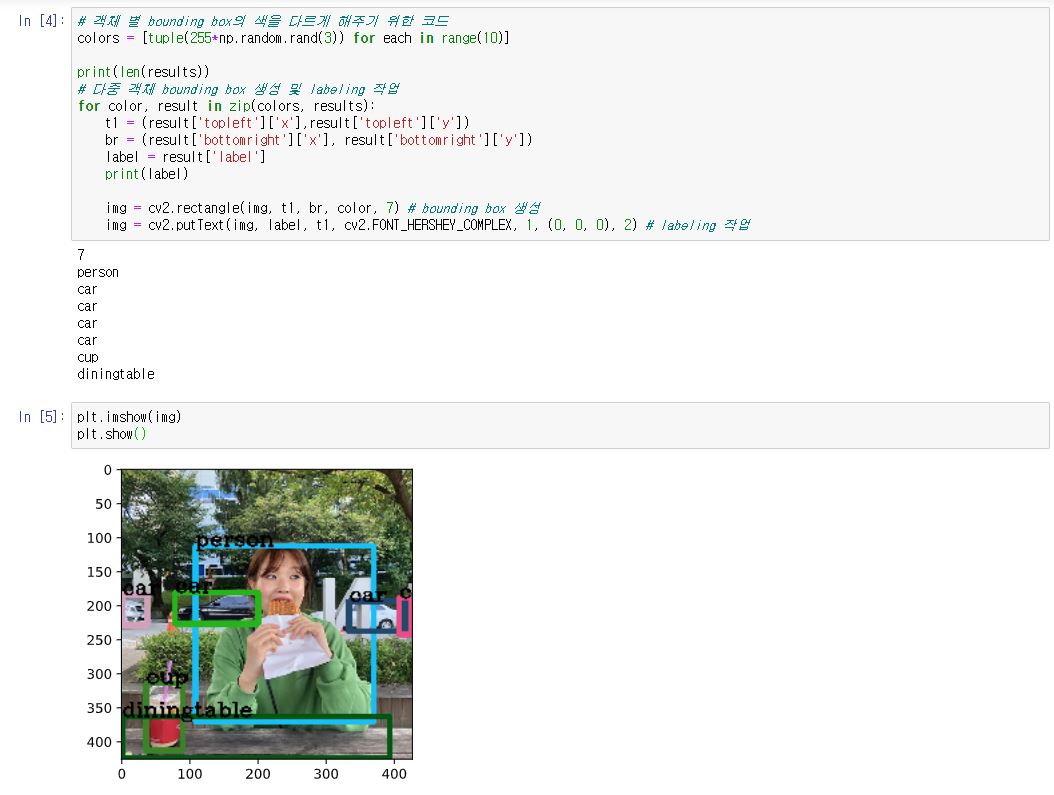 In [4]:
# 객체 별 bounding box의 색을 다르게 해주기 위한 코드
colors = [tuple(255*np.random.rand(3)) for each in range(10)]
print(len(results))
# 다중 객체 bounding box 생성 및 labeling 작업
for color, result in zip(colors, results):
t1 = (result['topleft']['x'],result['topleft']['y'])
br = (result['bottomright']['x'], result['bottomright']['y'])
label = result['label']
print(label)
img = cv2.rectangle(img, t1, br, color, 7) # bounding box 생성
img = cv2.putText(img, label, t1, cv2.FONT_HERSHEY_COMPLEX, 1, (0, 0, 0), 2) # labeling 작업
7
person
car
car
car
car
cup
diningtable
In [5]:
plt.imshow(img)
plt.show()
0
50
100
person
150
car car
car c
200
250
300
cup
350
diningtable
400
0 100 200 300 400